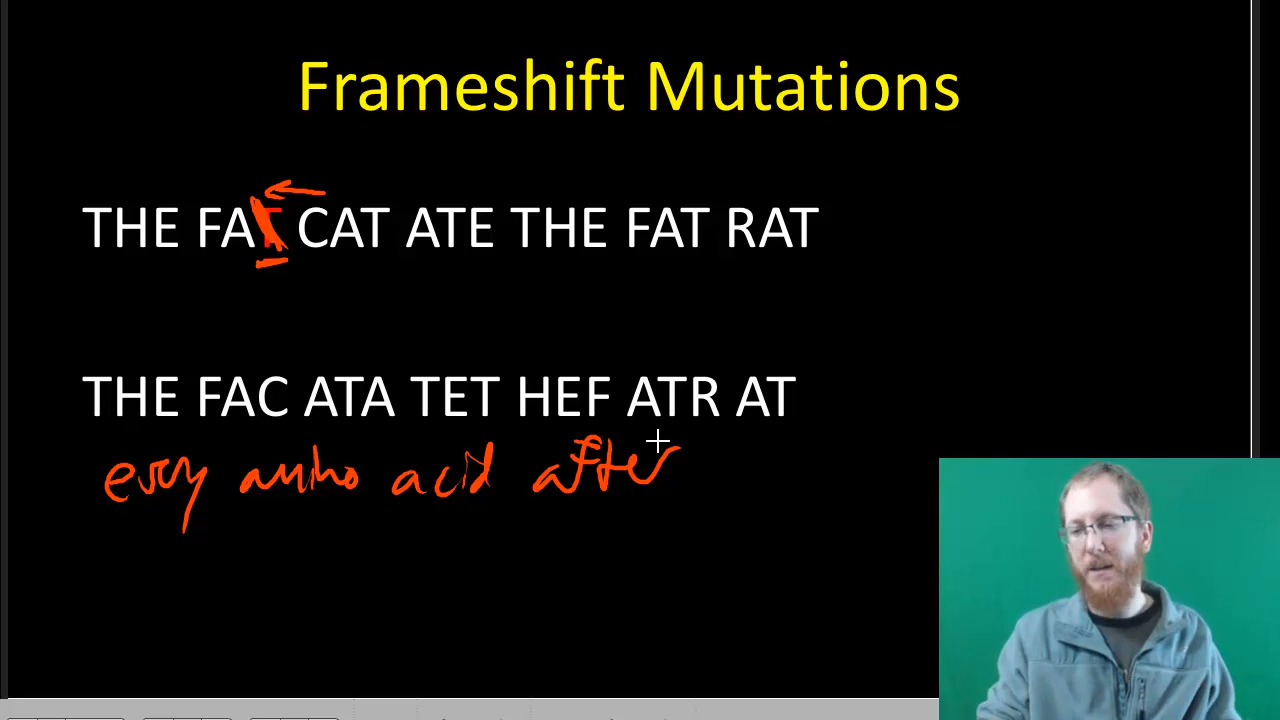 Frameshift Mutations
THE FAT CAT ATE THE FAT RAT
THE FAC ATA TET HEF ATR AT
every amino acid after